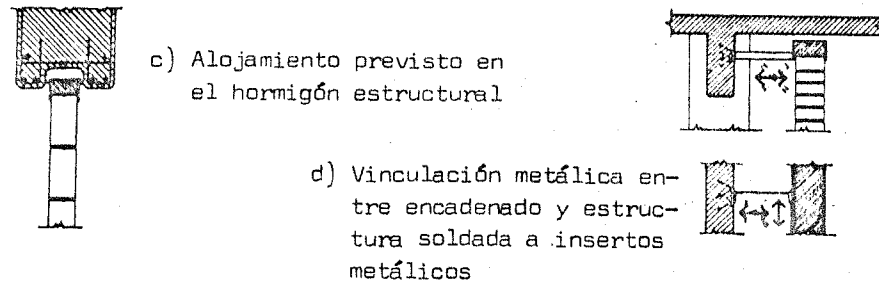 c) Alojamiento previsto en
el hormigón estructural
d) Vinculación metálica en-
tre encadenado y estruc-
tura soldada a insertos
metálicos